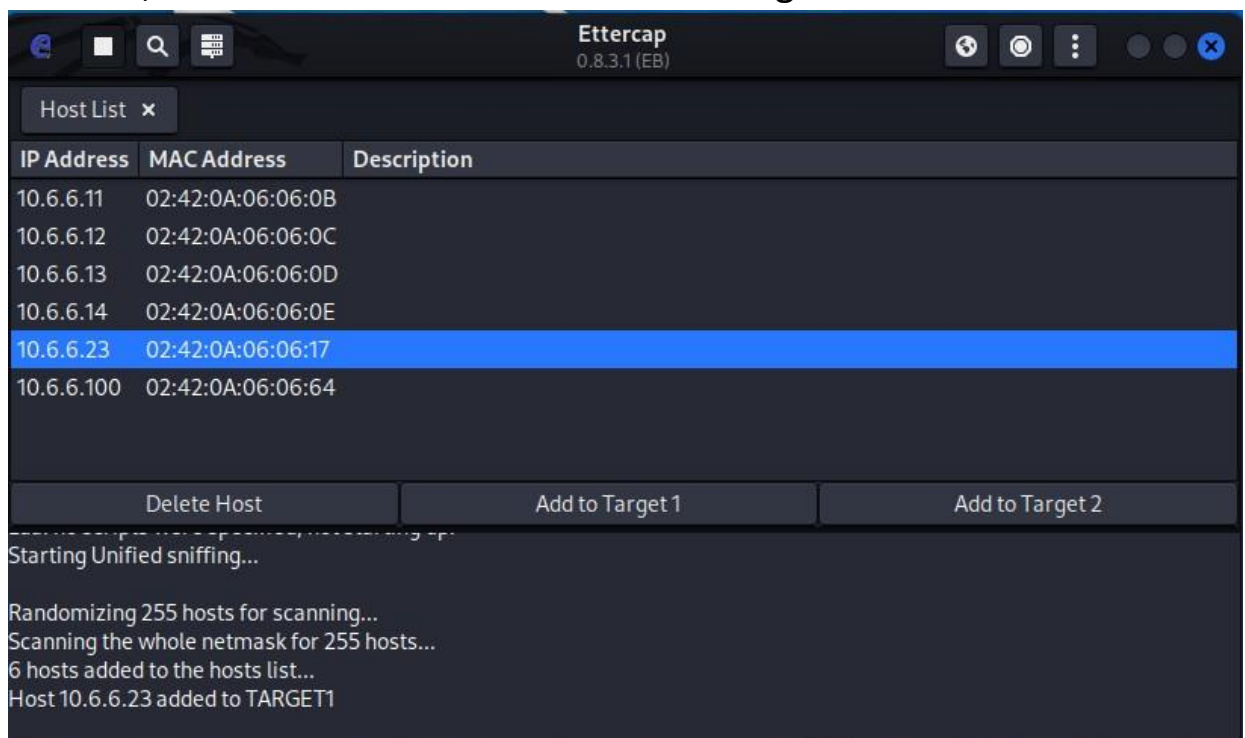 Ettercap
0.8.3.1 (EB)
Host List ×
IP Address MAC Address Description
10.6.6.11 02:42:0A:06:06:0B
10.6.6.12 02:42:0A:06:06:0C
10.6.6.13 02:42:0A:06:06:0D
10.6.6.14 02:42:0A:06:06:0E
10.6.6.23 02:42:0A:06:06:17
10.6.6.100 02:42:0A:06:06:64
Delete Host Add to Target 1 Add to Target 2
Starting Unified sniffing...
Randomizing 255 hosts for scanning...
Scanning the whole netmask for 255 hosts...
6 hosts added to the hosts list...
Host 10.6.6.23 added to TARGET1